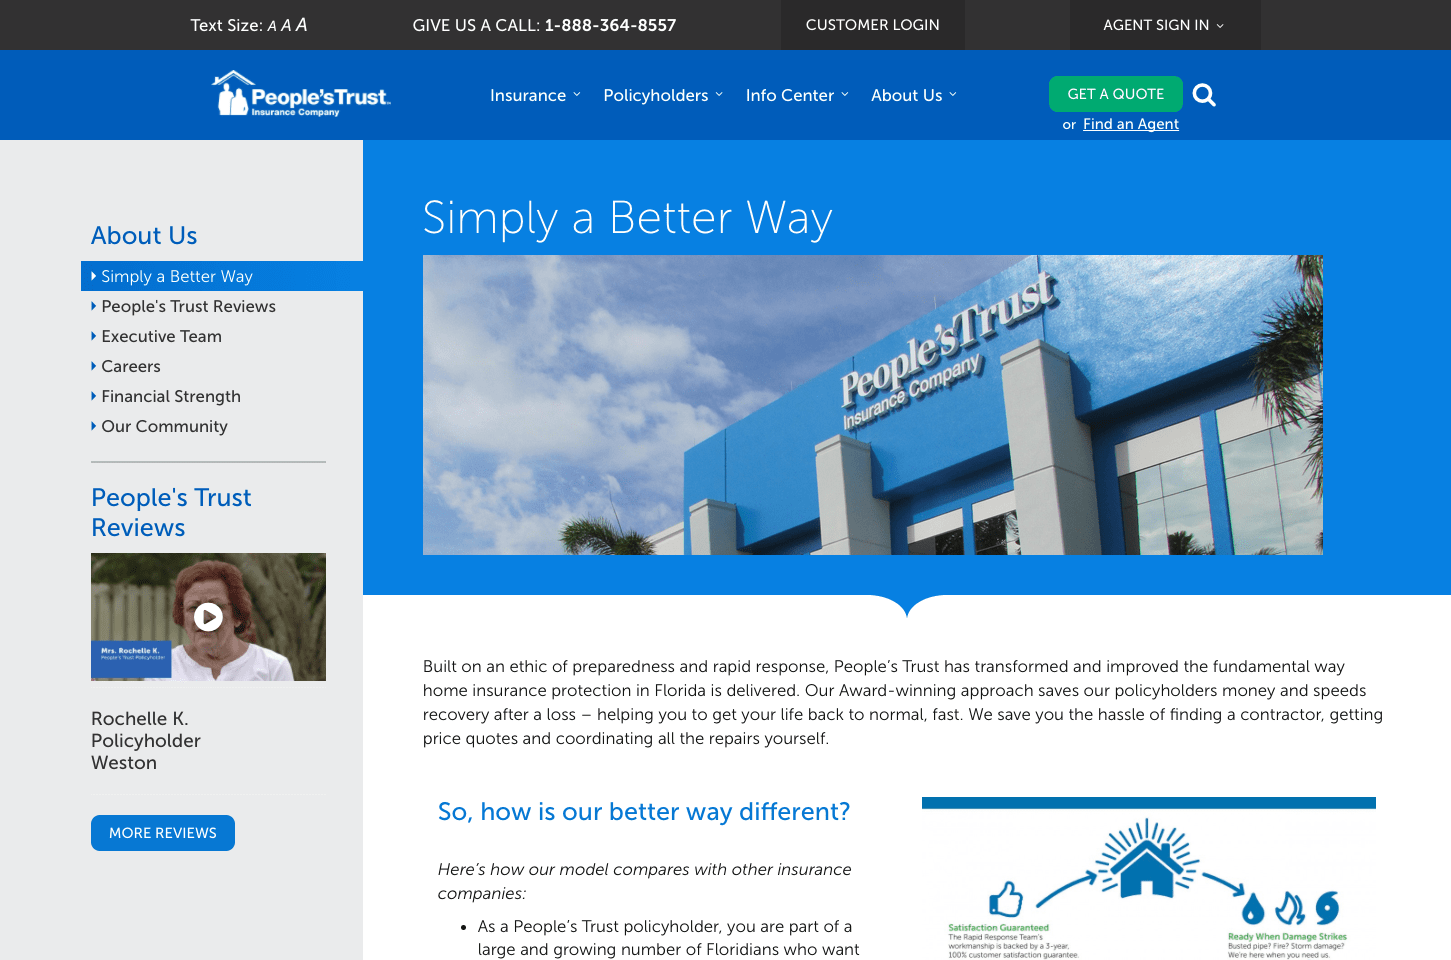 Text Size: A A A
GIVE US A CALL: 1-888-364-8557
CUSTOMER LOGIN
AGENT SIGN IN
People's Trust
Insurance Company
Insurance
Policyholders
Info Center
About Us
GET A QUOTE
or Find an Agent
About Us
Simply a Better Way
People's Trust Reviews
Executive Team
Careers
Financial Strength
Our Community
People's Trust
Reviews
Mrs. Rochelle K.
People's Trust Policyholder
Rochelle K.
Policyholder
Weston
MORE REVIEWS
Simply a Better Way
People'sTrust
Insurance Company
Built on an ethic of preparedness and rapid response, People’s Trust has transformed and improved the fundamental way
home insurance protection in Florida is delivered. Our Award-winning approach saves our policyholders money and speeds
recovery after a loss – helping you to get your life back to normal, fast. We save you the hassle of finding a contractor, getting
price quotes and coordinating all the repairs yourself.
So, how is our better way different?
Here’s how our model compares with other insurance
companies:
• As a People’s Trust policyholder, you are part of a
large and growing number of Floridians who want
Satisfaction Guaranteed
The Rapid Response Team's
workmanship is backed by a 3-year,
100% customer satisfaction guarantee.
Ready When Damage Strikes
Busted pipe? Fire? Storm damage?
We're here when you need us.